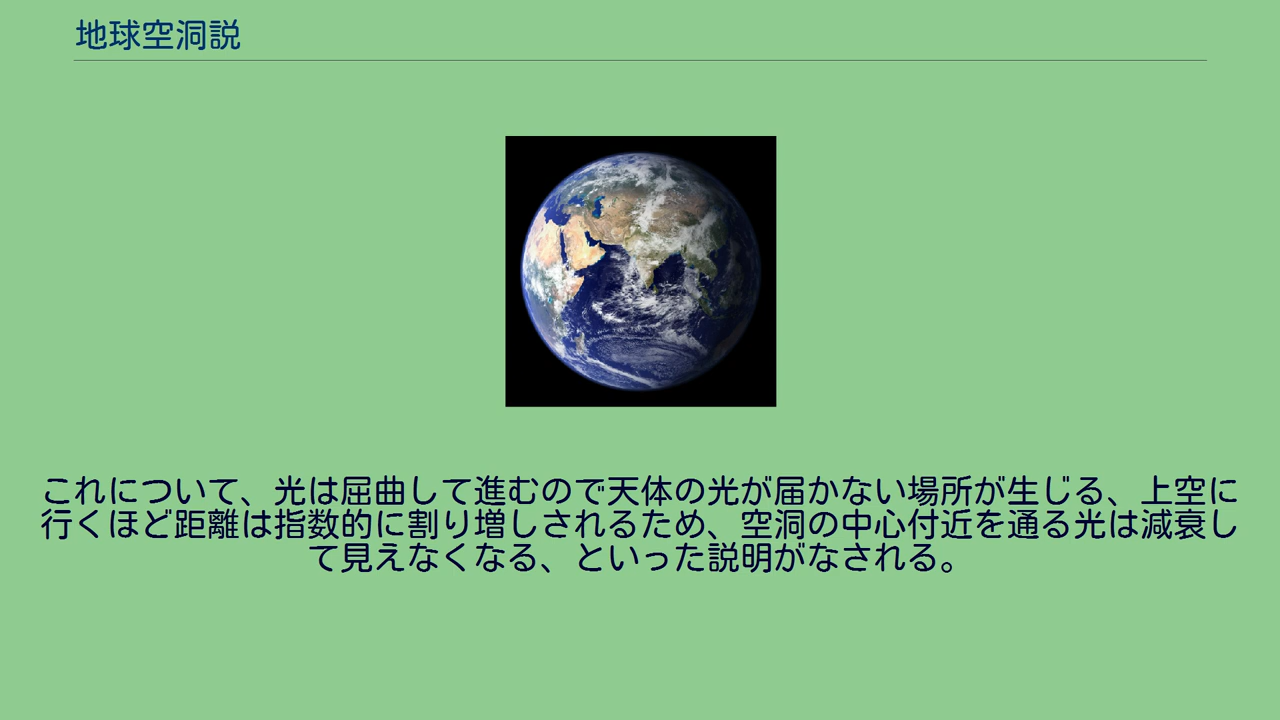 地球空洞説
これについて、光は屈曲して進むので天体の光が届かない場所が生じる、上空に
行くほど距離は指数的に割り増しされるため、空洞の中心付近を通る光は減衰し
て見えなくなる、といった説明がなされる。